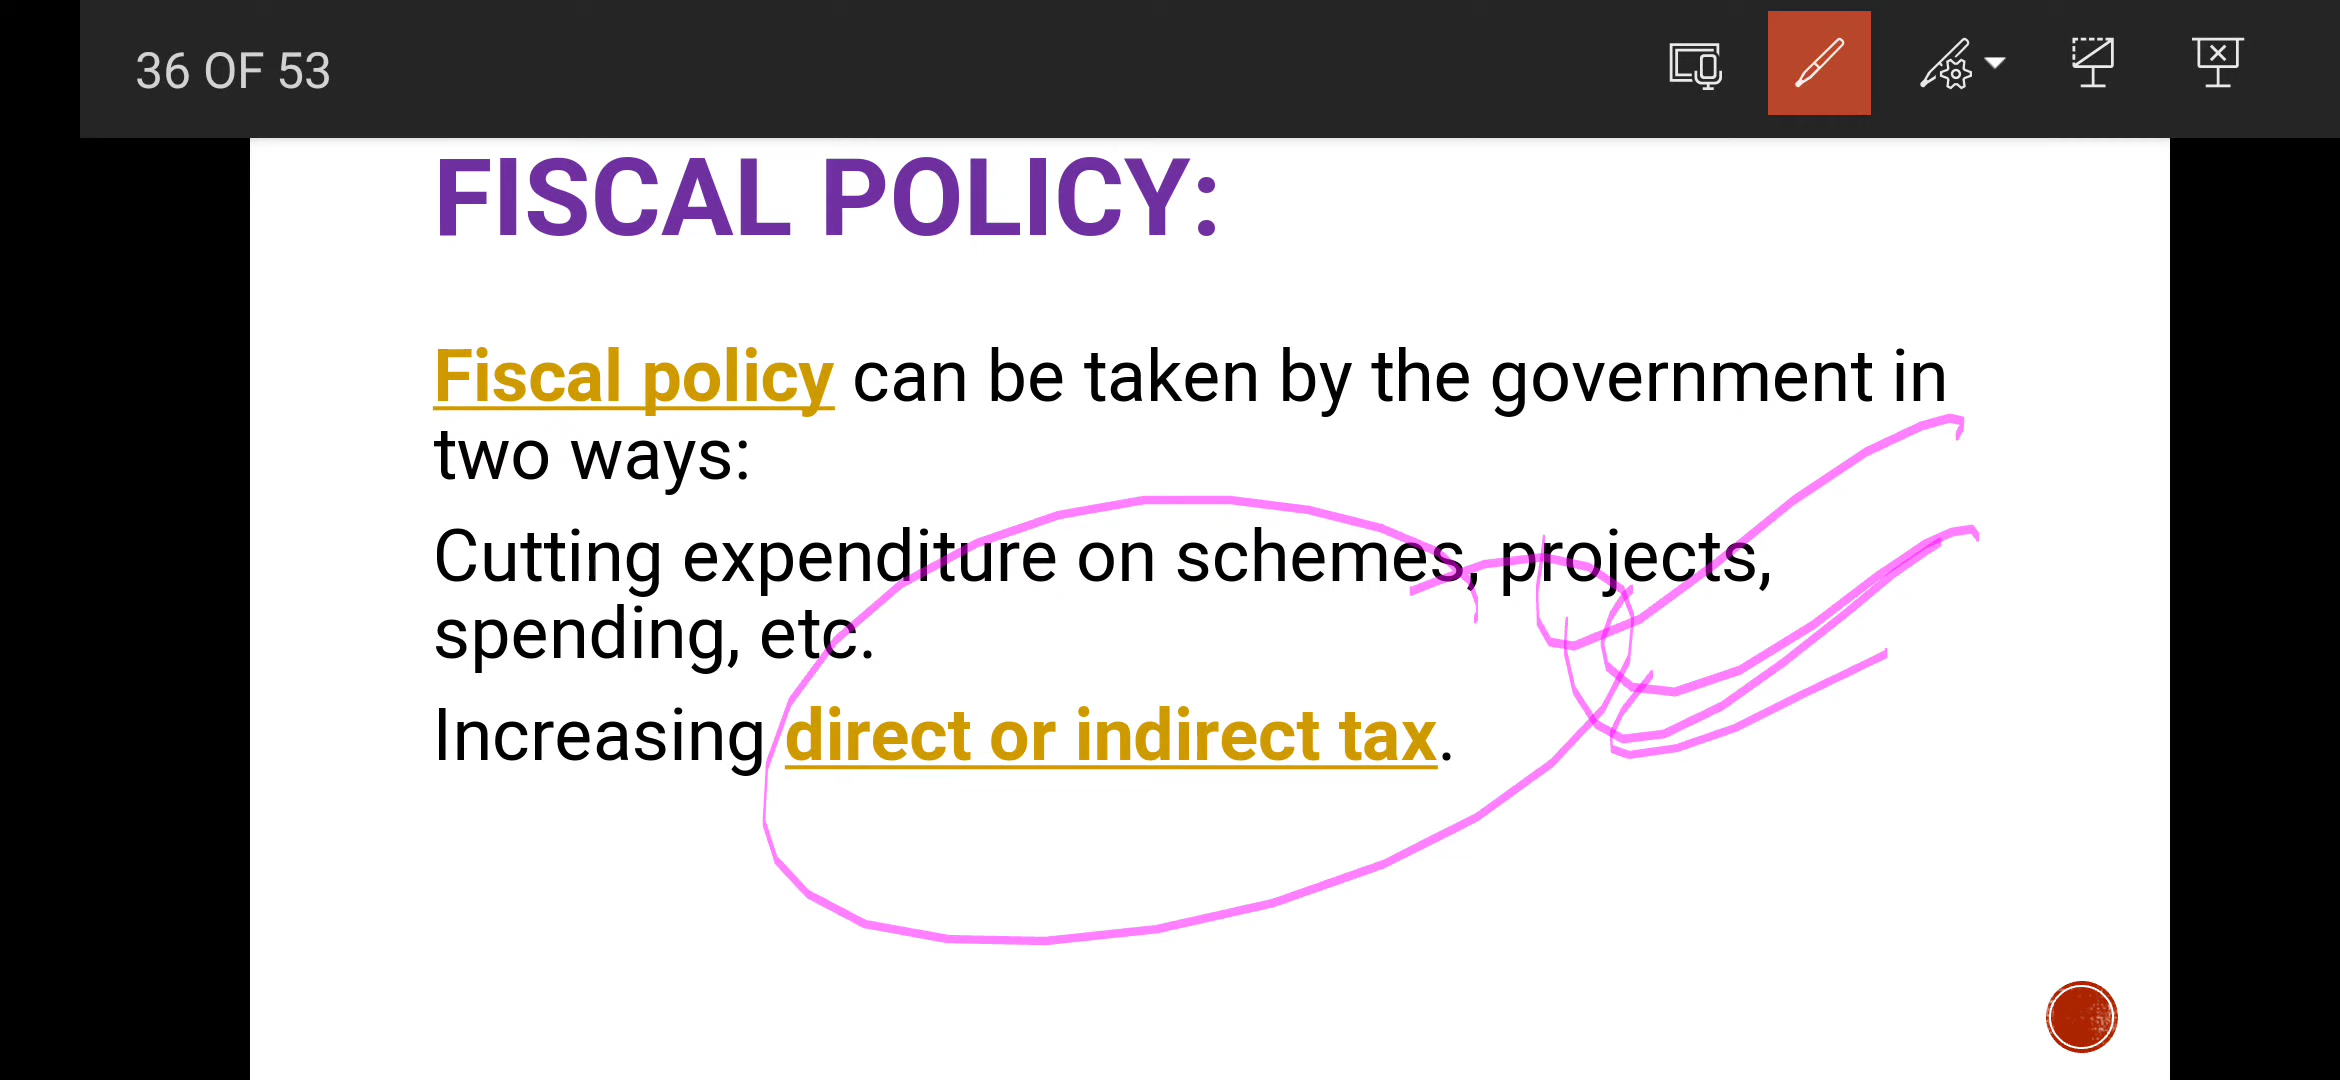 36 OF 53
FISCAL POLICY:
Fiscal policy can be taken by the government in
two ways:
Cutting expenditure on schemes, projects,
spending, etc.
Increasing direct or indirect tax.